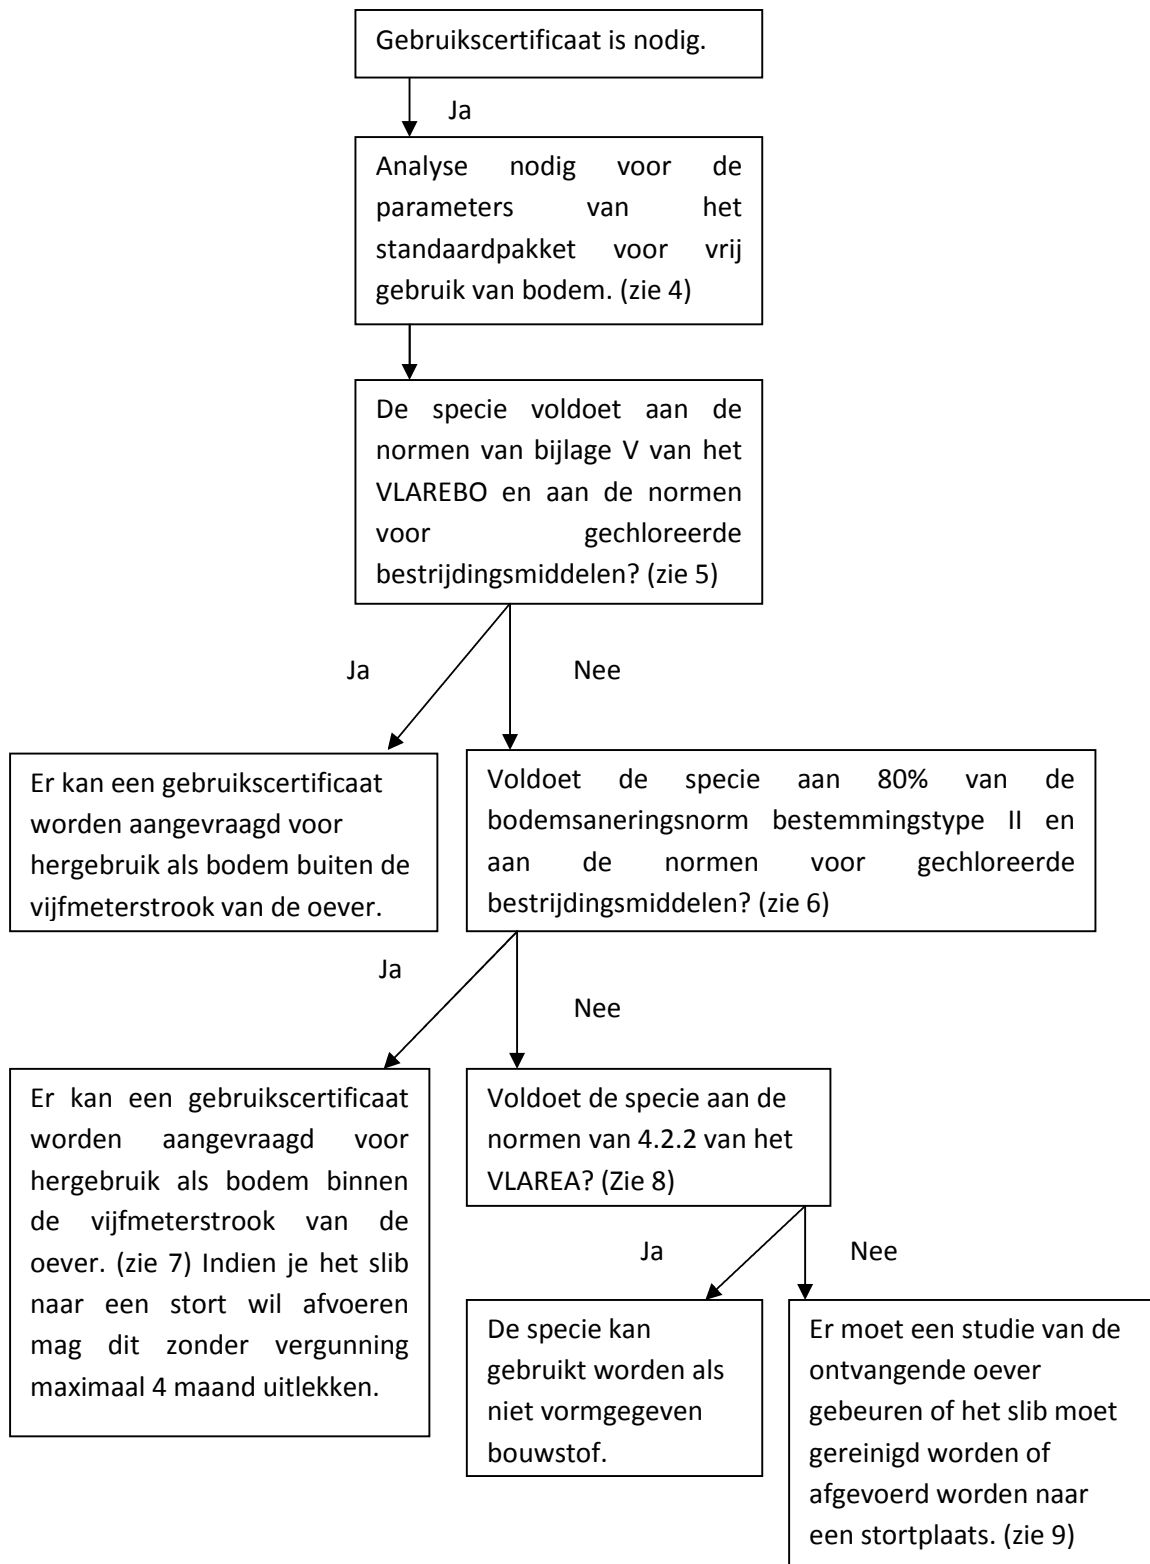 Gebruikscertificaat is nodig.
Ja
Analyse nodig voor de
parameters van het
standaardpakket voor vrij
gebruik van bodem. (zie 4)
De specie voldoet aan de
normen van bijlage V van het
VLAREBO en aan de normen
voor gechloreerde
bestrijdingsmiddelen? (zie 5)
Ja
Nee
Er kan een gebruikscertificaat
worden aangevraagd voor
hergebruik als bodem buiten de
vijfmeterstrook van de oever.
Voldoet de specie aan 80% van de
bodemsaneringsnorm bestemmingstype II en
aan de normen voor gechloreerde
bestrijdingsmiddelen? (zie 6)
Ja
Nee
Er kan een gebruikscertificaat
worden aangevraagd voor
hergebruik als bodem binnen
de vijfmeterstrook van de
oever. (zie 7) Indien je het slib
naar een stort wil afvoeren
mag dit zonder vergunning
maximaal 4 maand uitlekken.
Voldoet de specie aan de
normen van 4.2.2 van het
VLAREA? (Zie 8)
Ja
Nee
De specie kan
gebruikt worden als
niet vormgegeven
bouwstof.
Er moet een studie van de
ontvangende oever
gebeuren of het slib moet
gereinigd worden of
afgevoerd worden naar
een stortplaats. (zie 9)